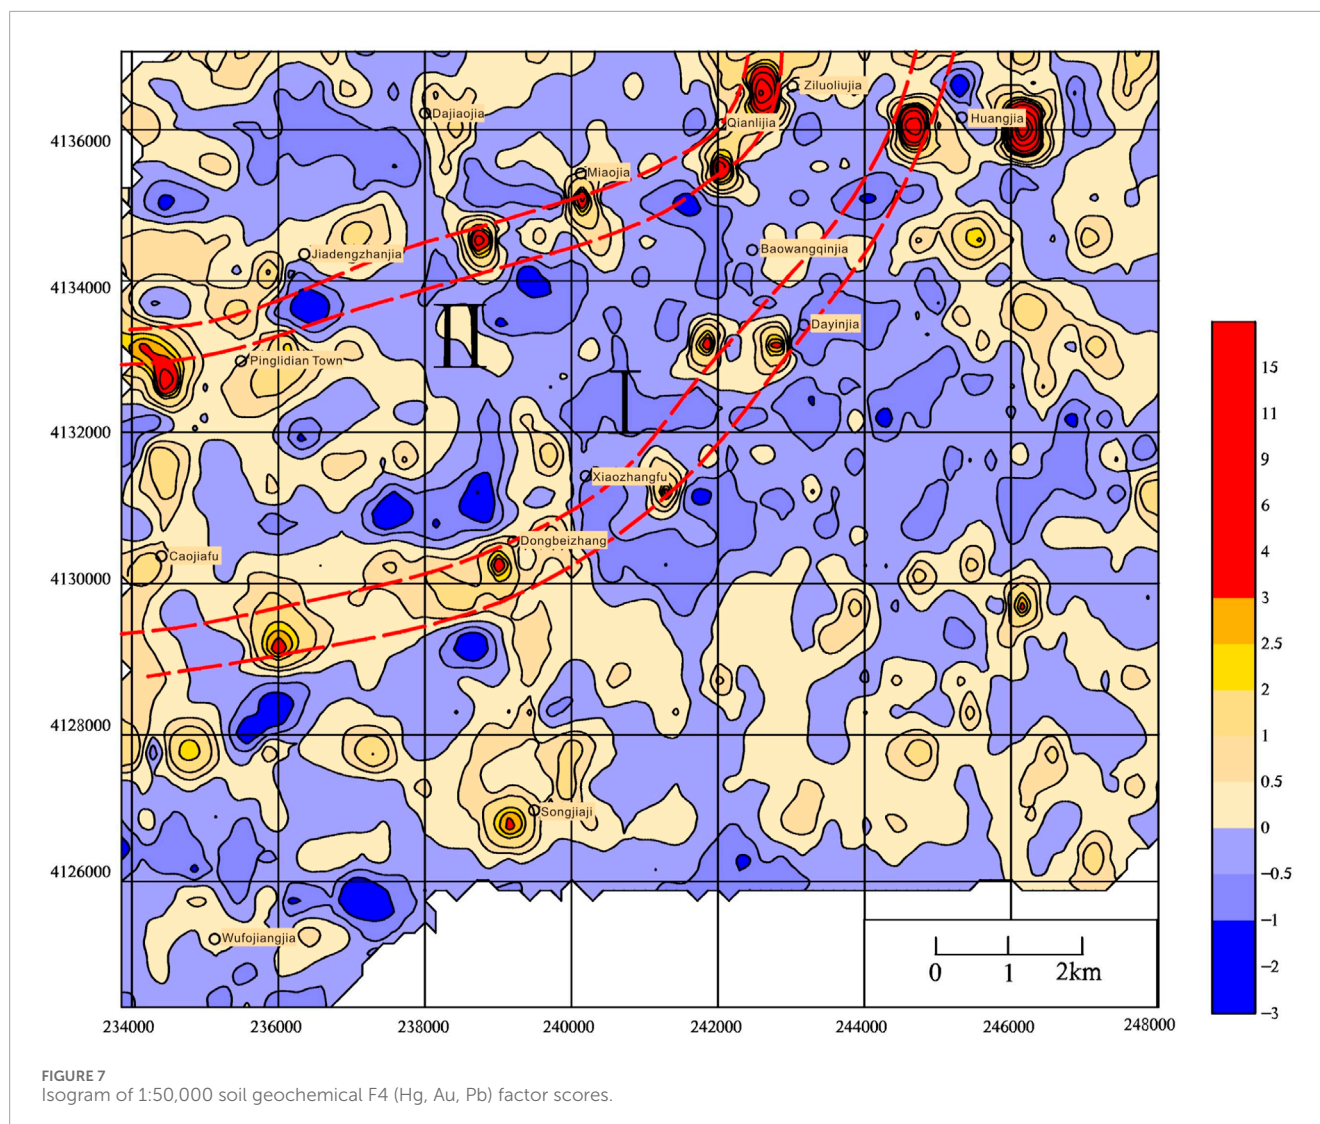 Ziluoliujia
Dajiaojia
Qianlijia
Huangjia
4136000
Miaojia
Baowangqinjia
Jiadengzhanjia
4134000
II
Dayinjia
Pinglidian Town
I
4132000
Xiaozhangfu
Dongbeizhang
Caojiafu
4130000
4128000
Songjiaji
4126000
Wufojiangjia
0 1 2km
234000 236000 238000 240000 242000 244000 246000 248000
15
11
9
6
4
3
2.5
2
1
0.5
0
−0.5
−1
−2
−3
FIGURE 7
Isogram of 1:50,000 soil geochemical F4 (Hg, Au, Pb) factor scores.